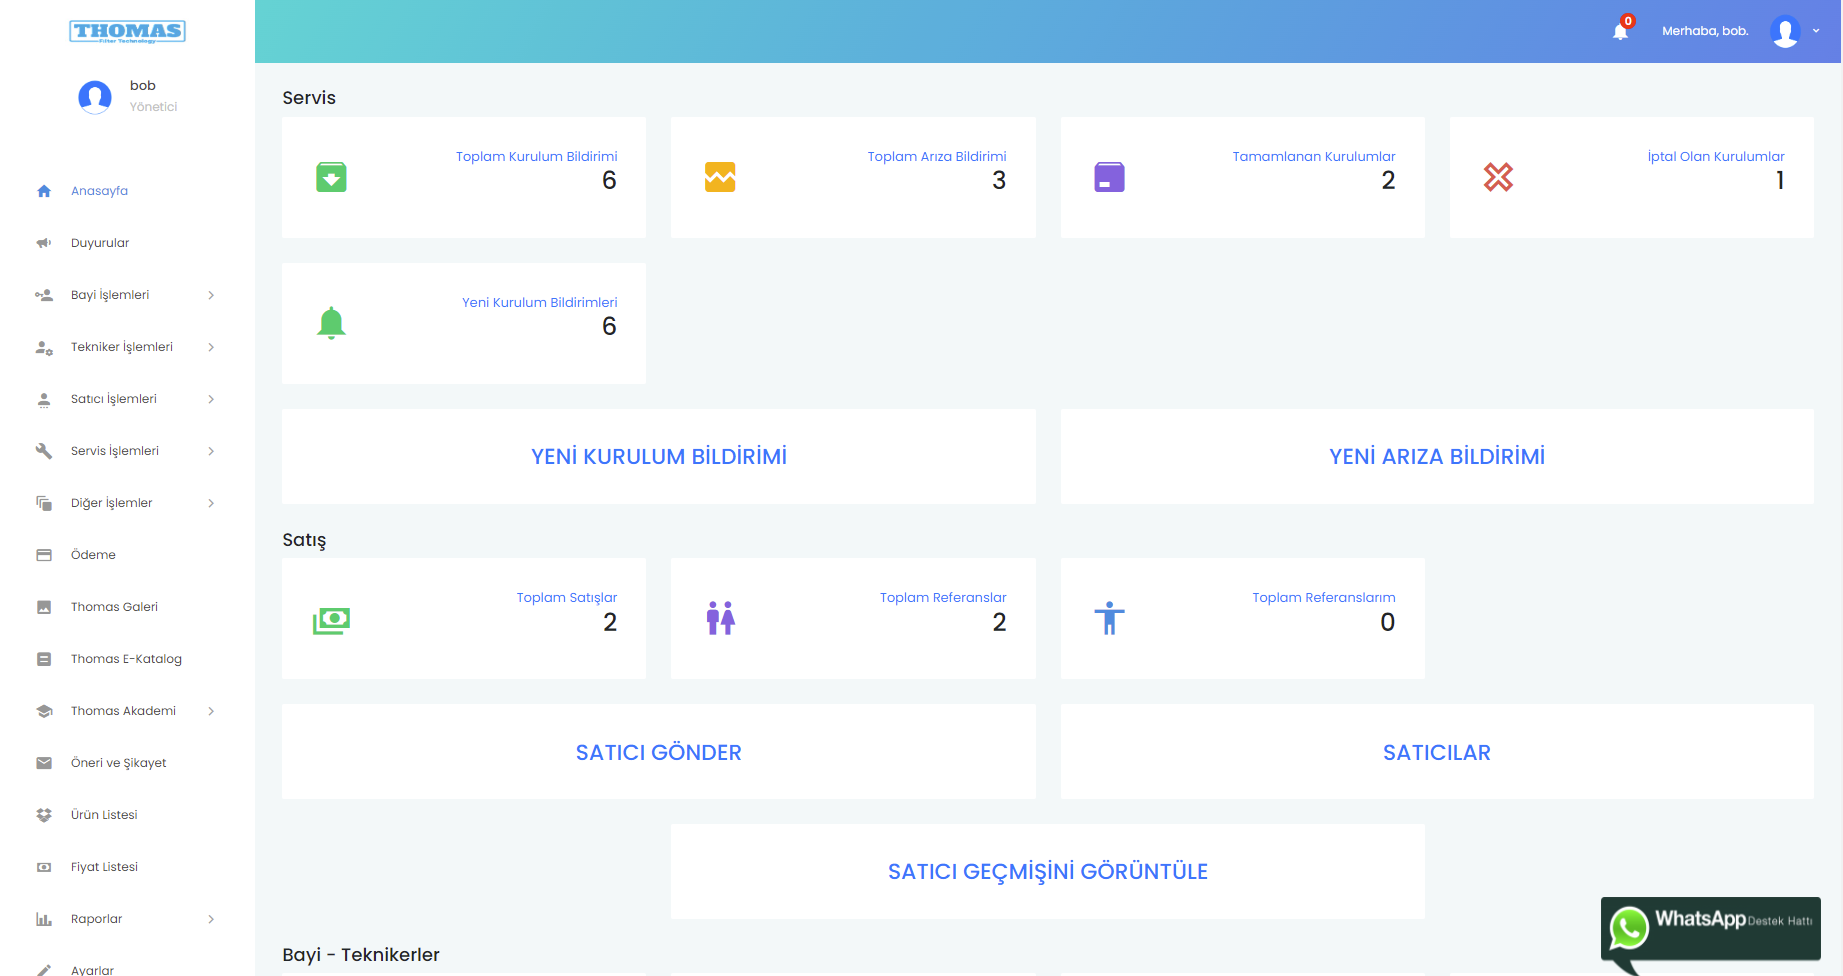 THOMAS
Filter Technology
bob
Yönetici
Anasayfa
Duyurular
Bayi İşlemleri
Tekniker İşlemleri
Satıcı İşlemleri
Servis İşlemleri
Diğer İşlemler
Ödeme
Thomas Galeri
Thomas E-Katalog
Thomas Akademi
Öneri ve Şikayet
Ürün Listesi
Fiyat Listesi
Raporlar
Ayarlar
0
Merhaba, bob.
Servis
Toplam Kurulum Bildirimi
6
Toplam Arıza Bildirimi
3
Tamamlanan Kurulumlar
2
İptal Olan Kurulumlar
1
Yeni Kurulum Bildirimleri
6
YENİ KURULUM BİLDİRİMİ
YENİ ARIZA BİLDİRİMİ
Satış
Toplam Satışlar
2
Toplam Referanslar
2
Toplam Referanslarım
0
SATICI GÖNDER
SATICILAR
SATICI GEÇMİŞİNİ GÖRÜNTÜLE
Bayi - Teknikerler
WhatsApp Destek Hattı